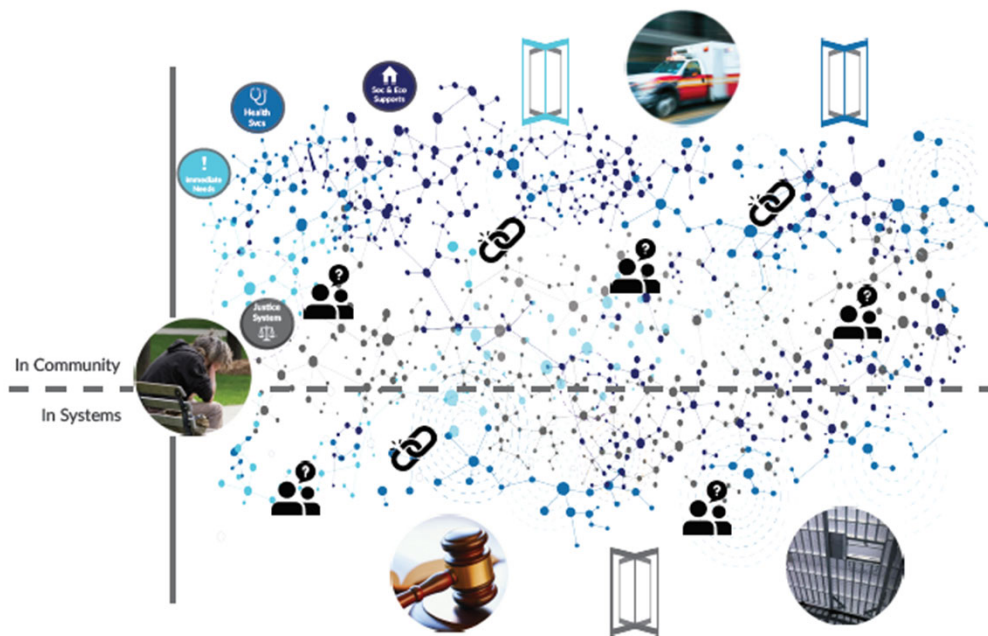 Soc & Eco
Supports
Health
Svcs
!
Immediate
Needs
?
?
?
Justice
System
In Community
In Systems
?
?